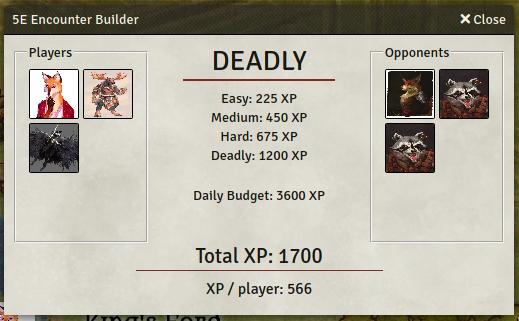 5E Encounter Builder
Close
Players
DEADLY
Opponents
Easy: 225 XP
Medium: 450 XP
Hard: 675 XP
Deadly: 1200 XP
Daily Budget: 3600 XP
Total XP: 1700
XP / player: 566